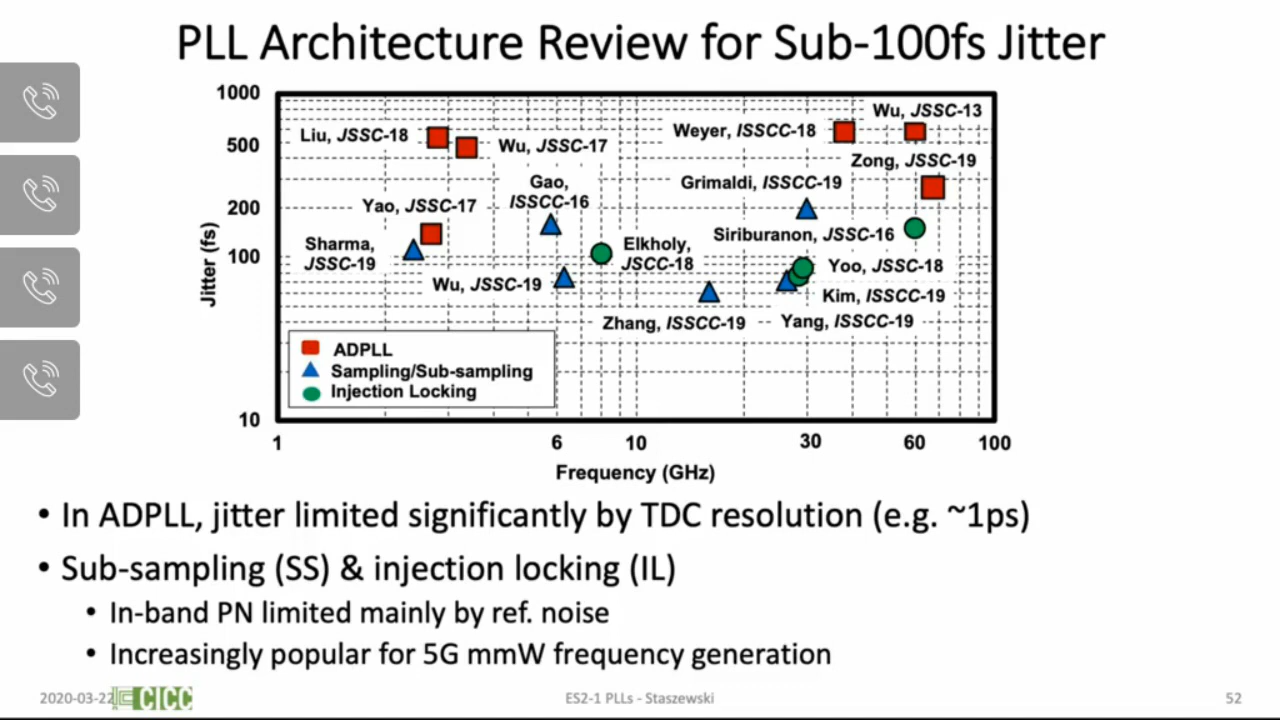 PLL Architecture Review for Sub-100fs Jitter
1000
500
200
100
10
Jitter (fs)
Liu, JSSC-18
Wu, JSSC-17
Yao, JSSC-17
Gao,
ISSCC-16
Sharma,
JSSC-19
Wu, JSSC-19
Elkholy,
JSCC-18
Weyer, ISSCC-18
Wu, JSSC-13
Zong, JSSC-19
Grimaldi, ISSCC-19
Siriburanon, JSSC-16
Yoo, JSSC-18
Kim, ISSCC-19
Zhang, ISSCC-19
Yang, ISSCC-19
ADPLL
Sampling/Sub-sampling
Injection Locking
1 6 10 30 60 100
Frequency (GHz)
• In ADPLL, jitter limited significantly by TDC resolution (e.g. ~1ps)
• Sub-sampling (SS) & injection locking (IL)
• In-band PN limited mainly by ref. noise
• Increasingly popular for 5G mmW frequency generation
2020-03-22 CICC ES2-1 PLLs - Staszewski 52